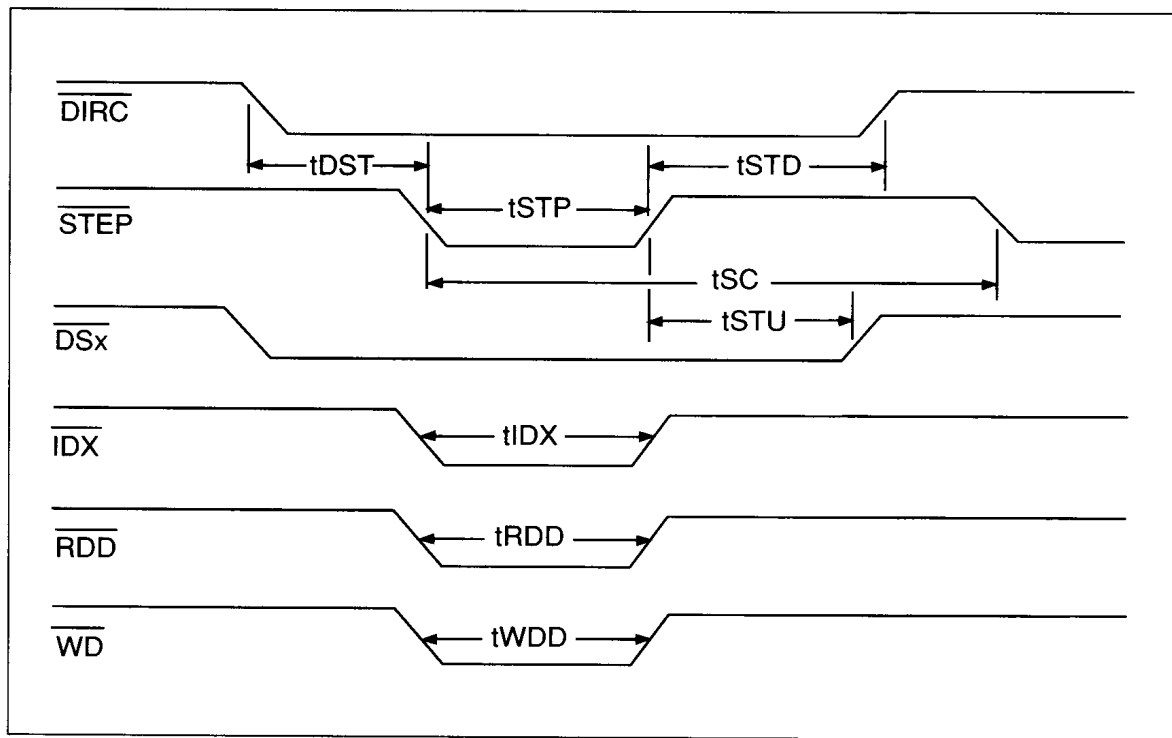 DIRC
tDST
tSTD
STEP
tSTP
tSC
DSx
tSTU
IDX
tIDX
RDD
tRDD
WD
tWDD